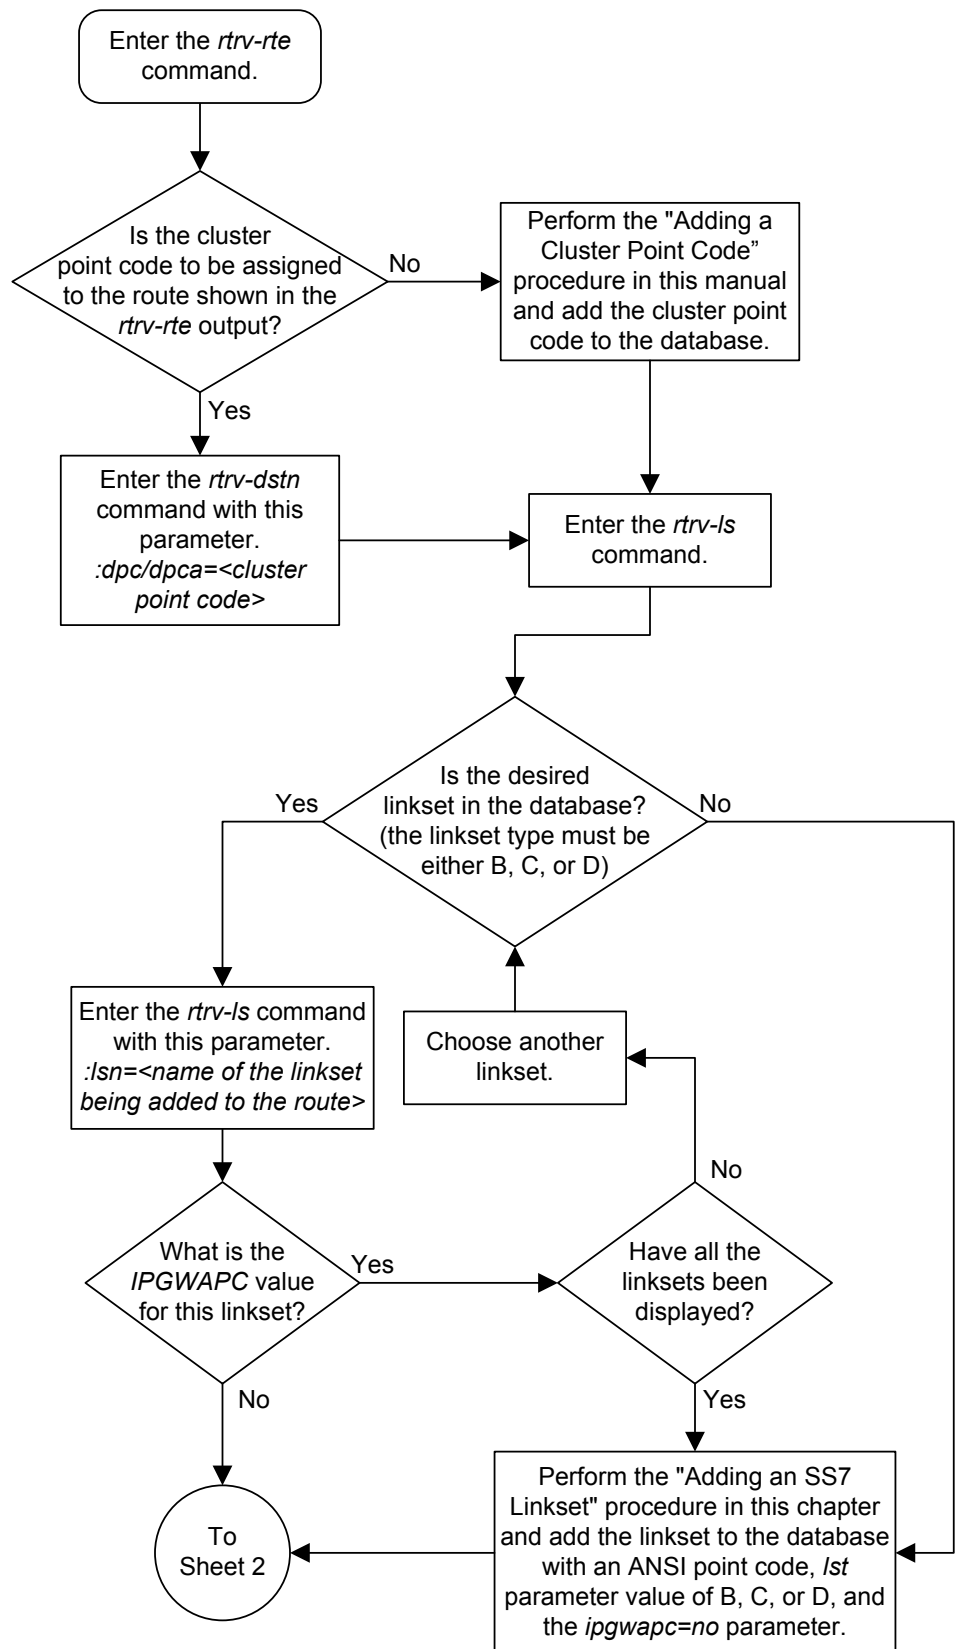 Enter the rtrv-rte
command.
Is the cluster
point code to be assigned
to the route shown in the
rtrv-rte output?
No
Perform the "Adding a
Cluster Point Code”
procedure in this manual
and add the cluster point
code to the database.
Yes
Enter the rtrv-dstn
command with this
parameter.
:dpc/dpca=<cluster
point code>
Enter the rtrv-ls
command.
Is the desired
linkset in the database?
(the linkset type must be
either B, C, or D)
Yes
No
Enter the rtrv-ls command
with this parameter.
:lsn=<name of the linkset
being added to the route>
Choose another
linkset.
No
What is the
IPGWAPC value
for this linkset?
Yes
Have all the
linksets been
displayed?
No
Yes
To
Sheet 2
Perform the "Adding an SS7
Linkset" procedure in this chapter
and add the linkset to the database
with an ANSI point code, lst
parameter value of B, C, or D, and
the ipgwapc=no parameter.